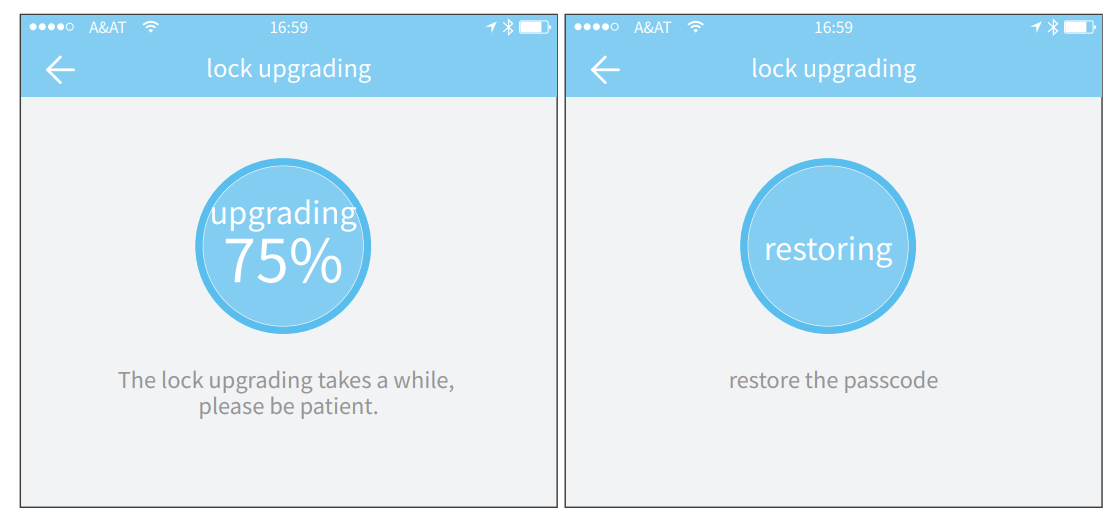 A&AT 16:59
lock upgrading
upgrading
75%
The lock upgrading takes a while,
please be patient.
A&AT 16:59
lock upgrading
restoring
restore the passcode